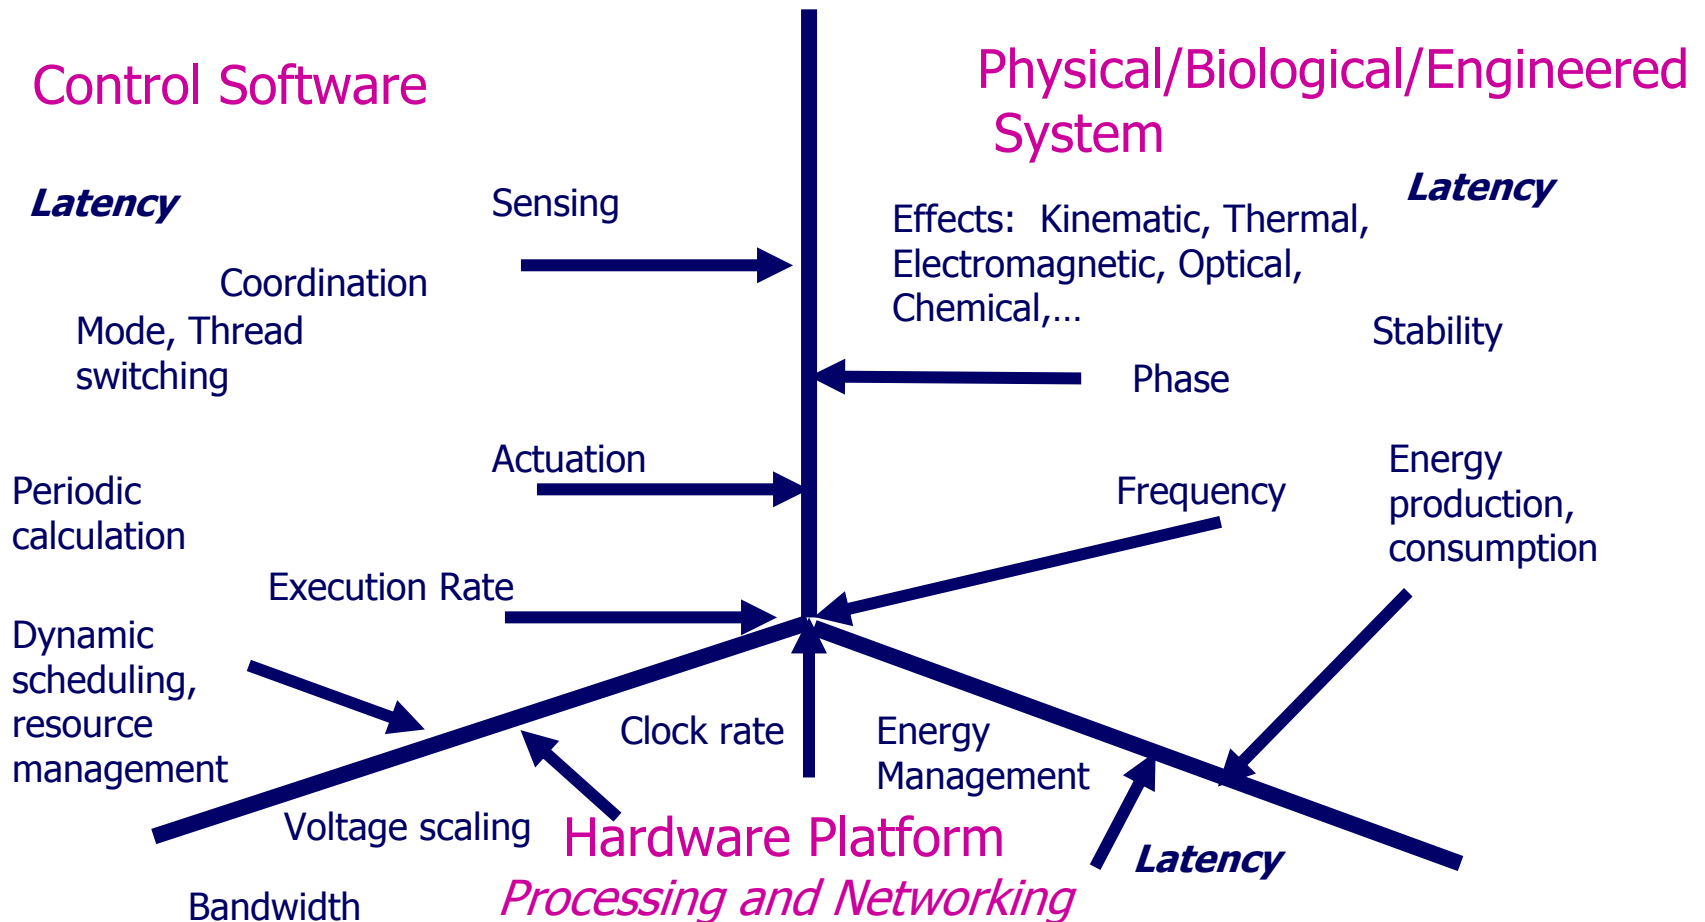 Control Software
Physical/Biological/Engineered
System
Latency
Sensing
Latency
Effects:  Kinematic, Thermal,
Electromagnetic, Optical,
Chemical,...
Coordination
Mode, Thread
switching
Stability
Phase
Actuation
Periodic
calculation
Frequency
Energy
production,
consumption
Execution Rate
Dynamic
scheduling,
resource
management
Clock rate
Energy
Management
Voltage scaling
Hardware Platform
Latency
Processing and Networking
Bandwidth